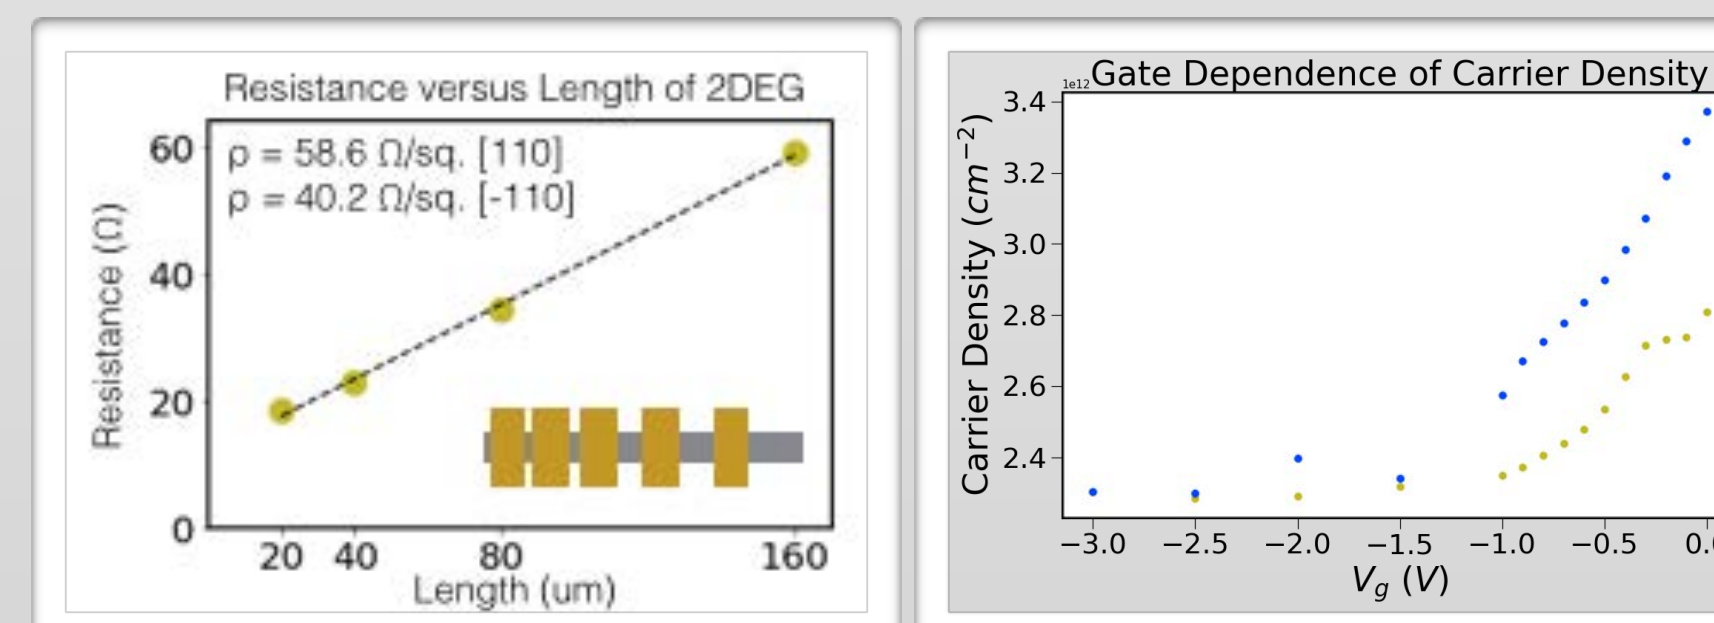 Resistance versus Length of 2DEG
ρ = 58.6 Ω/sq. [110]
ρ = 40.2 Ω/sq. [-110]
Resistance (Ω)
60
40
20
0
20 40 80 160
Length (um)
1e12
Gate Dependence of Carrier Density
Carrier Density (cm⁻²)
3.4
3.2
3.0
2.8
2.6
2.4
−3.0 −2.5 −2.0 −1.5 −1.0 −0.5
V_g (V)